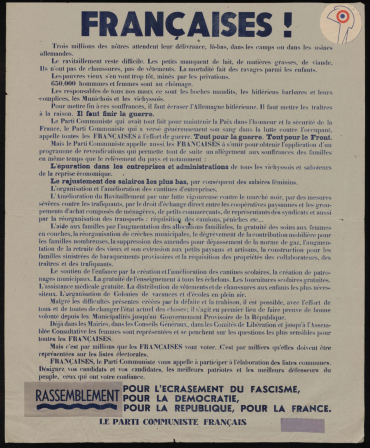 FRANÇAISES !
Trois millions des nôtres attendent leur délivrance, là-bas, dans les camps ou dans les usines
allemandes.
Le ravitaillement reste difficile. Les petits manquent de lait, de matières grasses, de viande.
Ils n'ont pas de chaussures, pas de vêtements. La mortalité fait des ravages parmi les enfants.
Les pauvres vieux s'en vont trop tôt, minés par les privations.
650.000 hommes et femmes sont au chômage.
Les responsables de tous nos maux ce sont les boches maudits, les hitlériens barbares et leurs
complices, les Munichois et les vichyssois.
Pour mettre fin à ces souffrances, il faut écraser l'Allemagne hitlérienne. Il faut mettre les traîtres
à la raison. Il faut finir la guerre.
Le Parti Communiste qui avait tout fait pour maintenir la Paix dans l'honneur et la sécurité de la
France, le Parti Communiste qui a versé généreusement son sang dans la lutte contre l'occupant,
appelle toutes les FRANÇAISES à l'effort de guerre. Tout pour la guerre. Tout pour le Front.
Mais le Parti Communiste appelle aussi les FRANÇAISES à s'unir pour obtenir l'application d'un
programme de revendications qui permette tout de suite un allègement aux souffrances des familles
en même temps que le relèvement du pays et notamment :
L'épuration dans les entreprises et administrations de tous les vichyssois et saboteurs
de la reprise économique.
Le rajustement des salaires les plus bas, par conséquent des salaires féminins.
L'organisation et l'amélioration des cantines d'entreprises.
L'amélioration du Ravitaillement par une lutte vigoureuse contre le marché noir, par des mesures
sévères contre les trafiquants, par le droit d'échange direct entre les coopératives paysannes et les grou-
pements d'achat composés de ménagères, de petits commerçants, de représentants des syndicats et aussi
par la réorganisation des transports : réquisition des camions, péniches, etc...
L'aide aux familles par l'augmentation des allocations familiales, la gratuité des soins aux femmes
en couches, la réorganisation de crèches municipales, le dégrèvement de la contribution mobilière pour
les familles nombreuses, la suppression des amendes pour dépassement de la norme de gaz, l'augmen-
tation de la retraite des vieux et son extension aux petits paysans et artisans, la construction pour les
familles sinistrées de baraquements provisoires et la réquisition des propriétés des collaborateurs, des
traîtres et des trafiquants.
Le soutien de l'enfance par la création et l'amélioration des cantines scolaires, la création de patro-
nages municipaux. La gratuité de l'enseignement à tous les échelons. Les fournitures scolaires gratuites.
L'assistance médicale gratuite. La distribution de vêtements et de chaussures aux enfants les plus néces-
siteux. L'organisation de Colonies de vacances et d'écoles en plein air.
Malgré les difficultés présentes créées par la défaite et la trahison, il est possible, avec l'effort de
tous et de toutes de changer l'état actuel des choses ; il s'agit en premier lieu de faire preuve de bonne
volonté depuis les Municipalités jusqu'au Gouvernement Provisoire de la République.
Déjà dans les Mairies, dans les Conseils Généraux, dans les Comités de Libération et jusqu'à l'Assem-
blée Consultative les femmes sont représentées et se penchent sur les questions les plus sensibles pour
toutes les FRANÇAISES.
Mais c'est par millions que les FRANÇAISES vont voter. C'est par milliers qu'elles doivent être
représentées sur les listes électorales.
FRANÇAISES, le Parti Communiste vous appelle à participer à l'élaboration des listes communes.
Désignez vos candidats et vos candidates, les meilleurs patriotes et les meilleurs défenseurs du
peuple, ceux qui ont votre confiance.
RASSEMBLEMENT
POUR L'ECRASEMENT DU FASCISME,
POUR LA DEMOCRATIE,
POUR LA REPUBLIQUE, POUR LA FRANCE.
LE PARTI COMMUNISTE FRANÇAIS